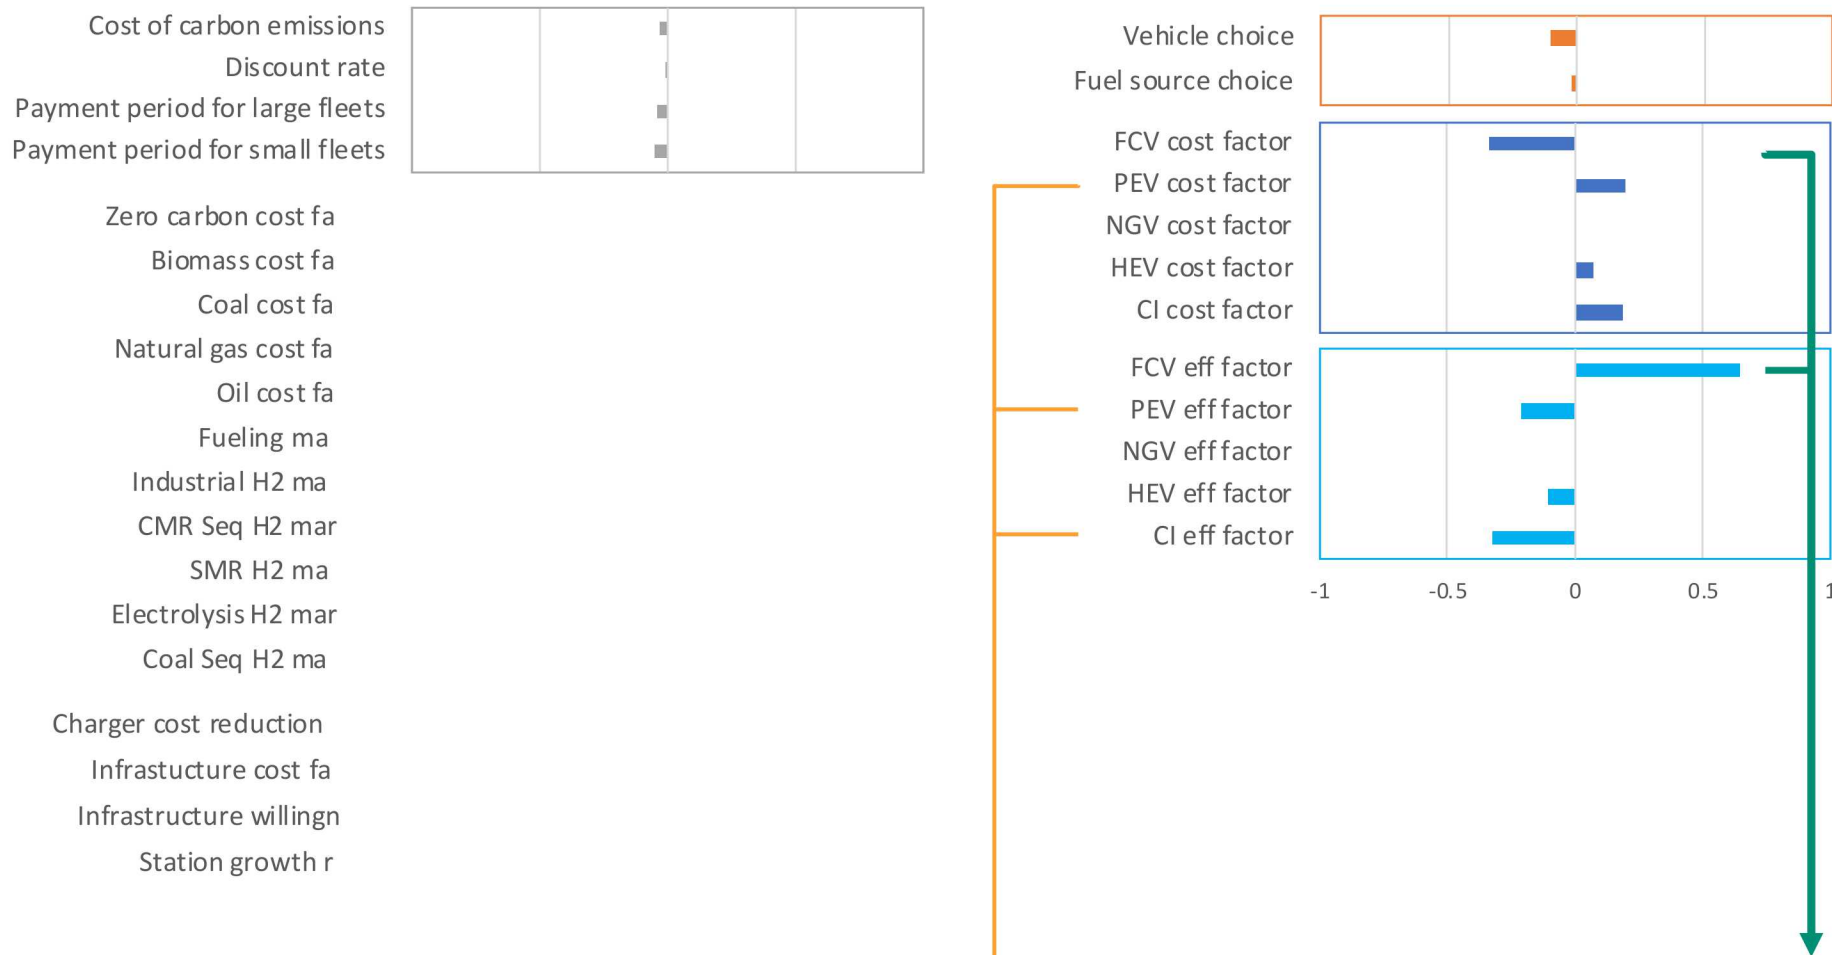 Cost of carbon emissions
Discount rate
Payment period for large fleets
Payment period for small fleets
Zero carbon cost fa
Biomass cost fa
Coal cost fa
Natural gas cost fa
Oil cost fa
Fueling ma
Industrial H2 ma
CMR Seq H2 mar
SMR H2 ma
Electrolysis H2 mar
Coal Seq H2 ma
Charger cost reduction
Infrastucture cost fa
Infrastructure willingn
Station growth r
Vehicle choice
Fuel source choice
FCV cost factor
PEV cost factor
NGV cost factor
HEV cost factor
CI cost factor
FCV eff factor
PEV eff factor
NGV eff factor
HEV eff factor
CI eff factor
-1 -0.5 0 0.5 1